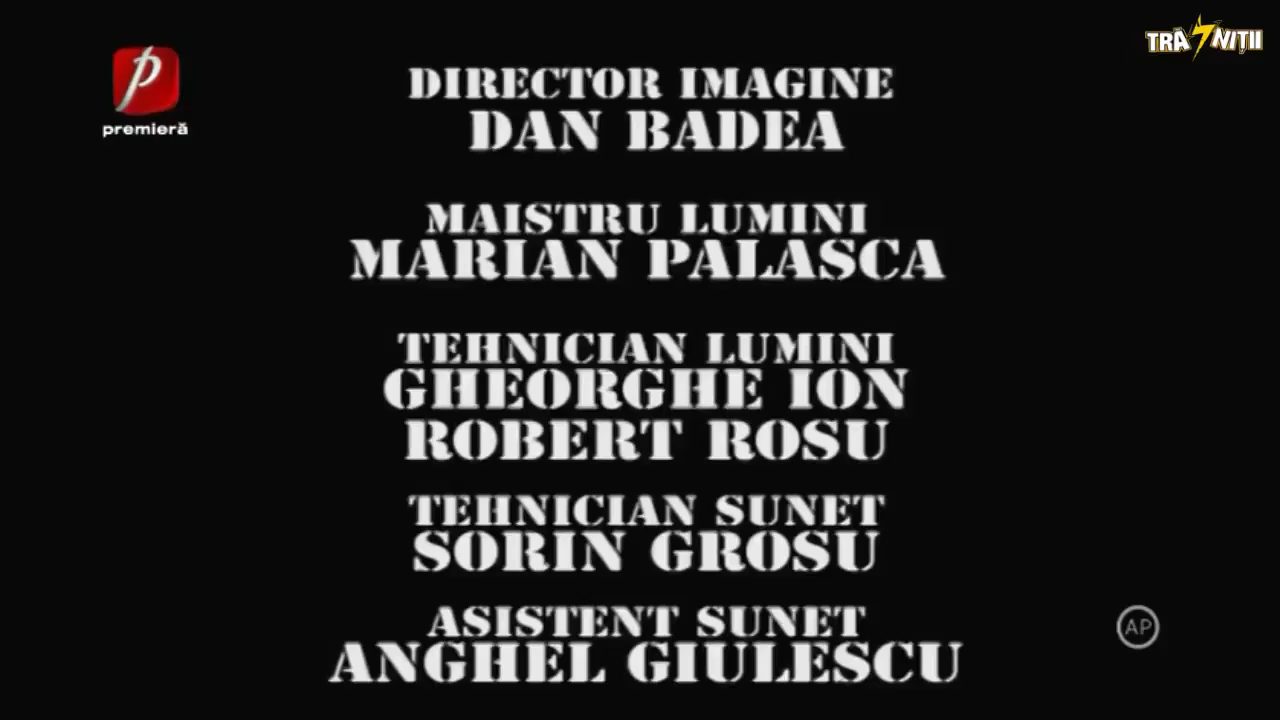 premieră
TRĂZNIȚII
DIRECTOR IMAGINE
DAN BADEA
MAISTRU LUMINI
MARIAN PALASCA
TEHNICIAN LUMINI
GHEORGHE ION
ROBERT ROSU
TEHNICIAN SUNET
SORIN GROSU
ASISTENT SUNET
ANGHEL GIULESCU
AP